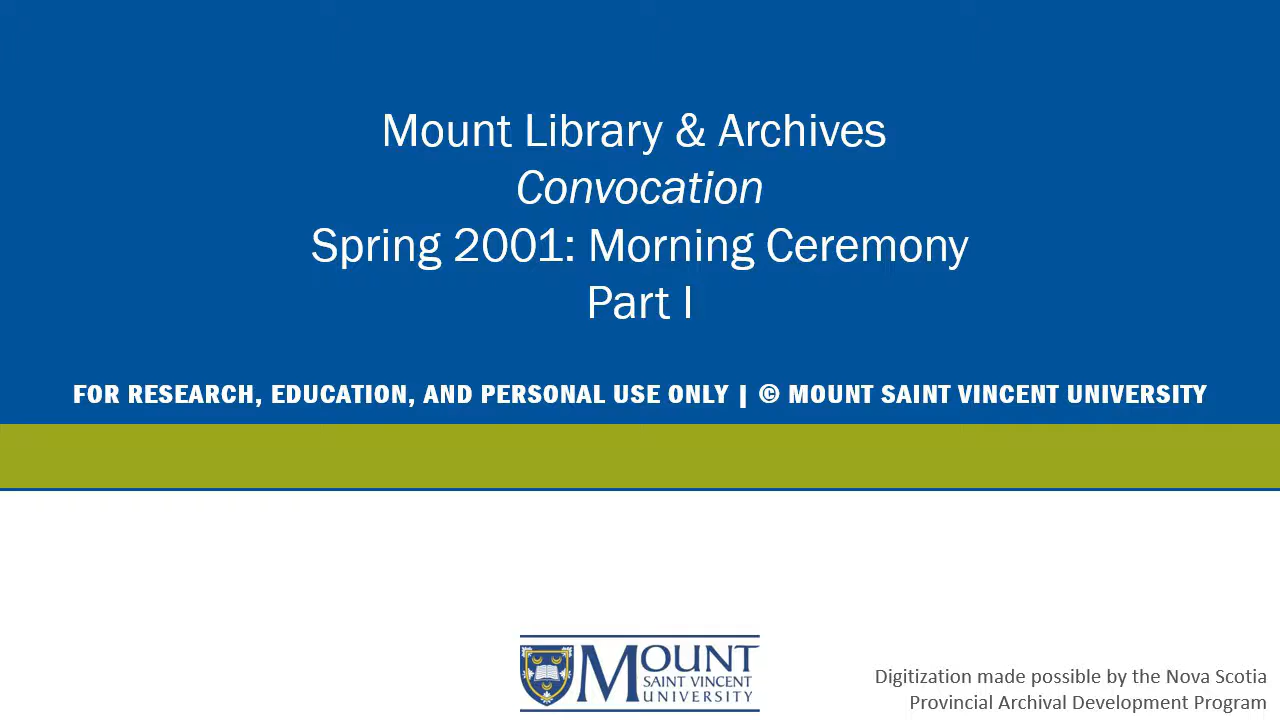 Mount Library & Archives
Convocation
Spring 2001: Morning Ceremony
Part I
FOR RESEARCH, EDUCATION, AND PERSONAL USE ONLY | © MOUNT SAINT VINCENT UNIVERSITY
MOUNT
SAINT VINCENT
UNIVERSITY
Digitization made possible by the Nova Scotia
Provincial Archival Development Program